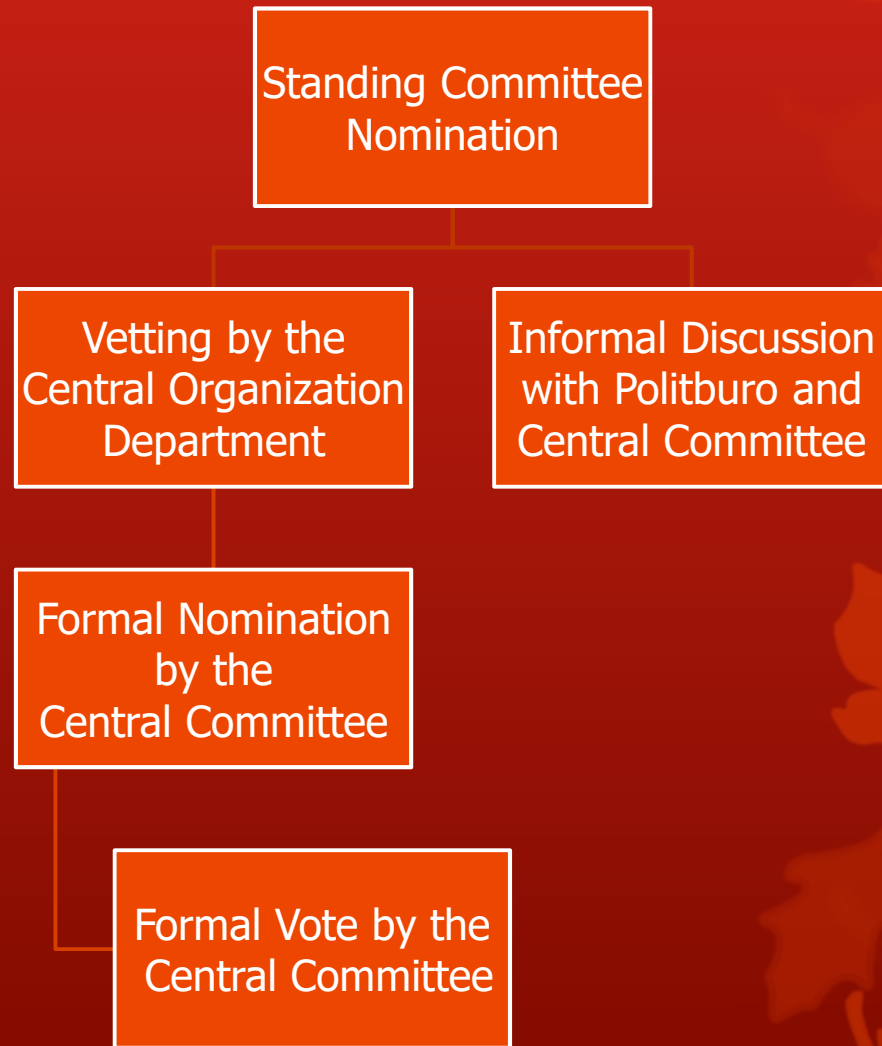 Standing Committee
Nomination
Vetting by the
Central Organization
Department
Informal Discussion
with Politburo and
Central Committee
Formal Nomination
by the
Central Committee
Formal Vote by the
Central Committee